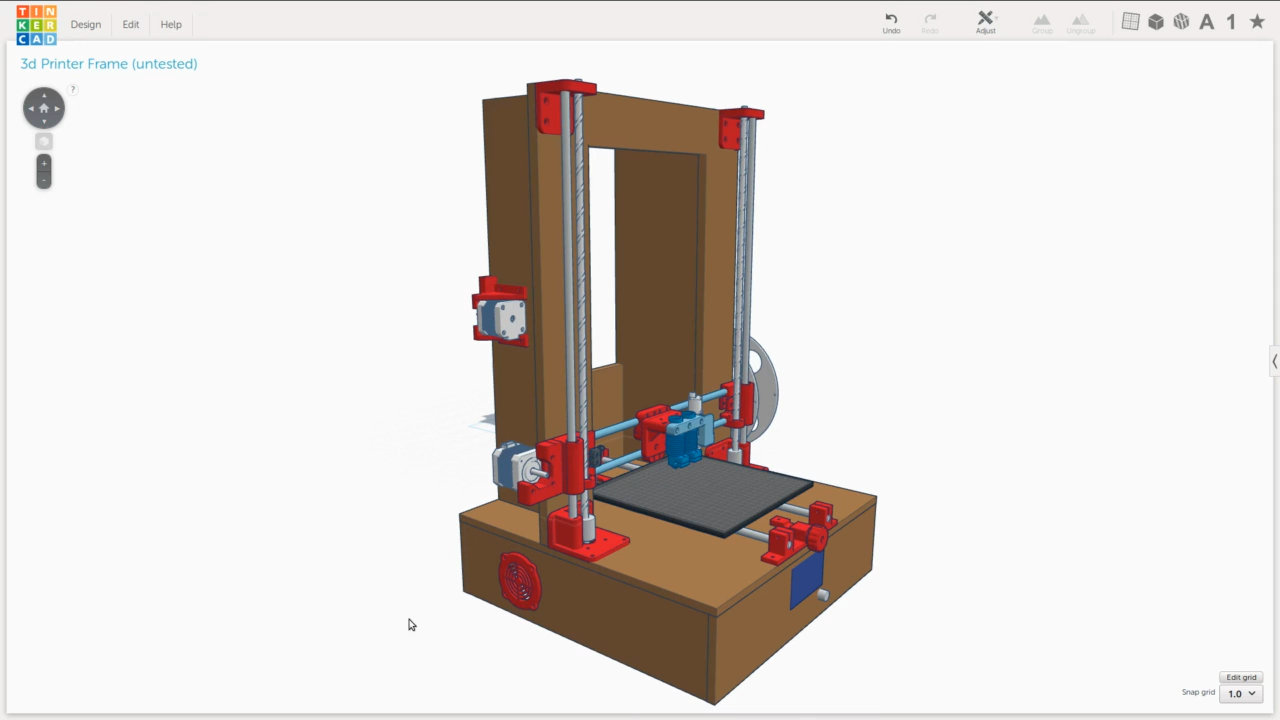 TIN
KER
CAD
Design
Edit
Help
Undo
Redo
Adjust
Group
Ungroup
A
1
3d Printer Frame (untested)
?
+
-
Edit grid
Snap grid
1.0